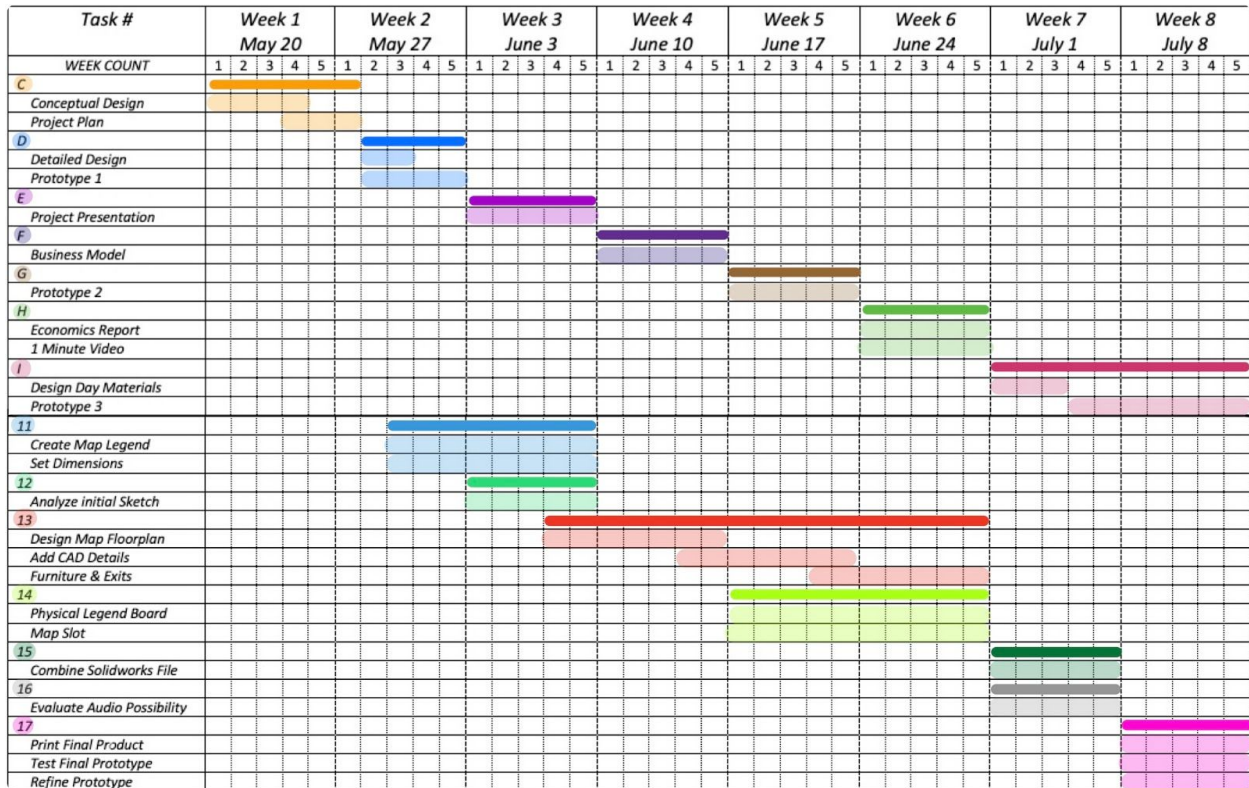 Task # Week 1 Week 2 Week 3 Week 4 Week 5 Week 6 Week 7 Week 8
May 20 May 27 June 3 June 10 June 17 June 24 July 1 July 8
WEEK COUNT 1 2 3 4 5 1 2 3 4 5 1 2 3 4 5 1 2 3 4 5 1 2 3 4 5 1 2 3 4 5 1 2 3 4 5 1 2 3 4 5
C
Conceptual Design
Project Plan
D
Detailed Design
Prototype 1
E
Project Presentation
F
Business Model
G
Prototype 2
H
Economics Report
1 Minute Video
I
Design Day Materials
Prototype 3
11
Create Map Legend
Set Dimensions
12
Analyze initial Sketch
13
Design Map Floorplan
Add CAD Details
Furniture & Exits
14
Physical Legend Board
Map Slot
15
Combine Solidworks File
16
Evaluate Audio Possibility
17
Print Final Product
Test Final Prototype
Refine Prototype